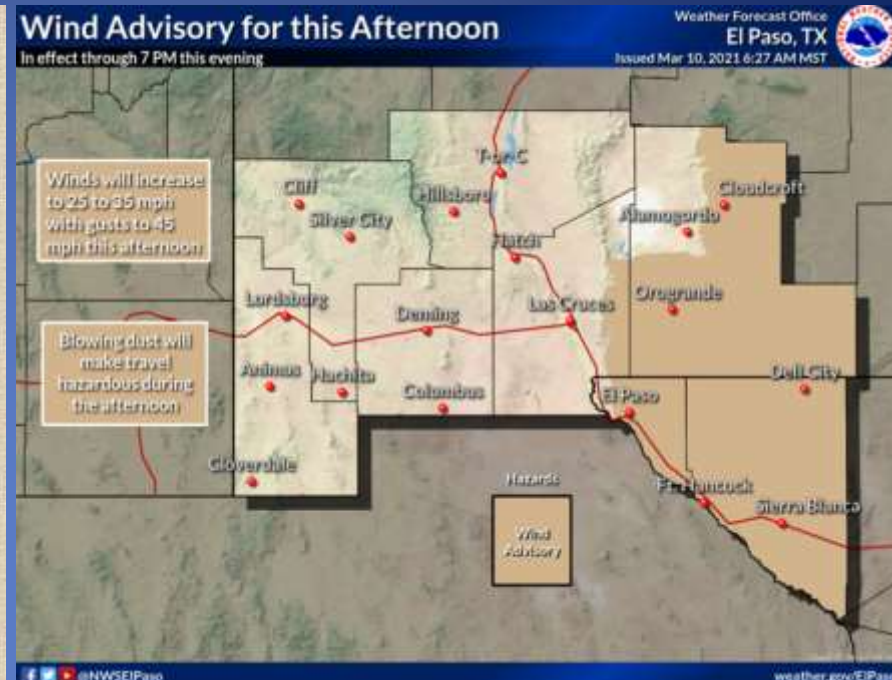 Wind Advisory for this Afternoon
In effect through 7 PM this evening
Weather Forecast Office
El Paso, TX
Issued Mar 10, 2021 6:27 AM MST
Winds will increase
to 25 to 35 mph
with gusts to 45
mph this afternoon
Blowing dust will
make travel
hazardous during
the afternoon
Cliff
Silver City
Hillsboro
T-or-C
Hatch
Alamogordo
Cloudcroft
Lordsburg
Deming
Las Cruces
Orogrande
Animas
Hachita
Columbus
El Paso
Dell City
Cloverdale
Ft. Hancock
Sierra Blanca
Hazards
Wind
Advisory
@NWSElPaso
weather.gov/ElPaso